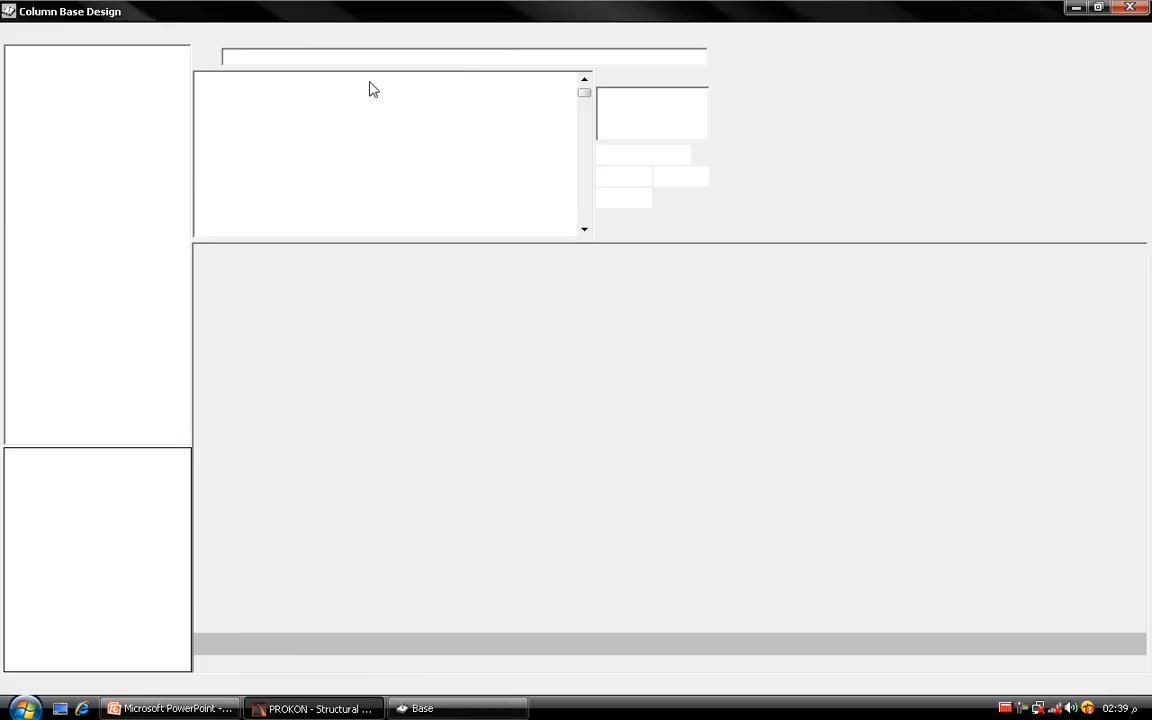 Column Base Design
Microsoft PowerPoint -...
PROKON - Structural ...
Base
02:39 م